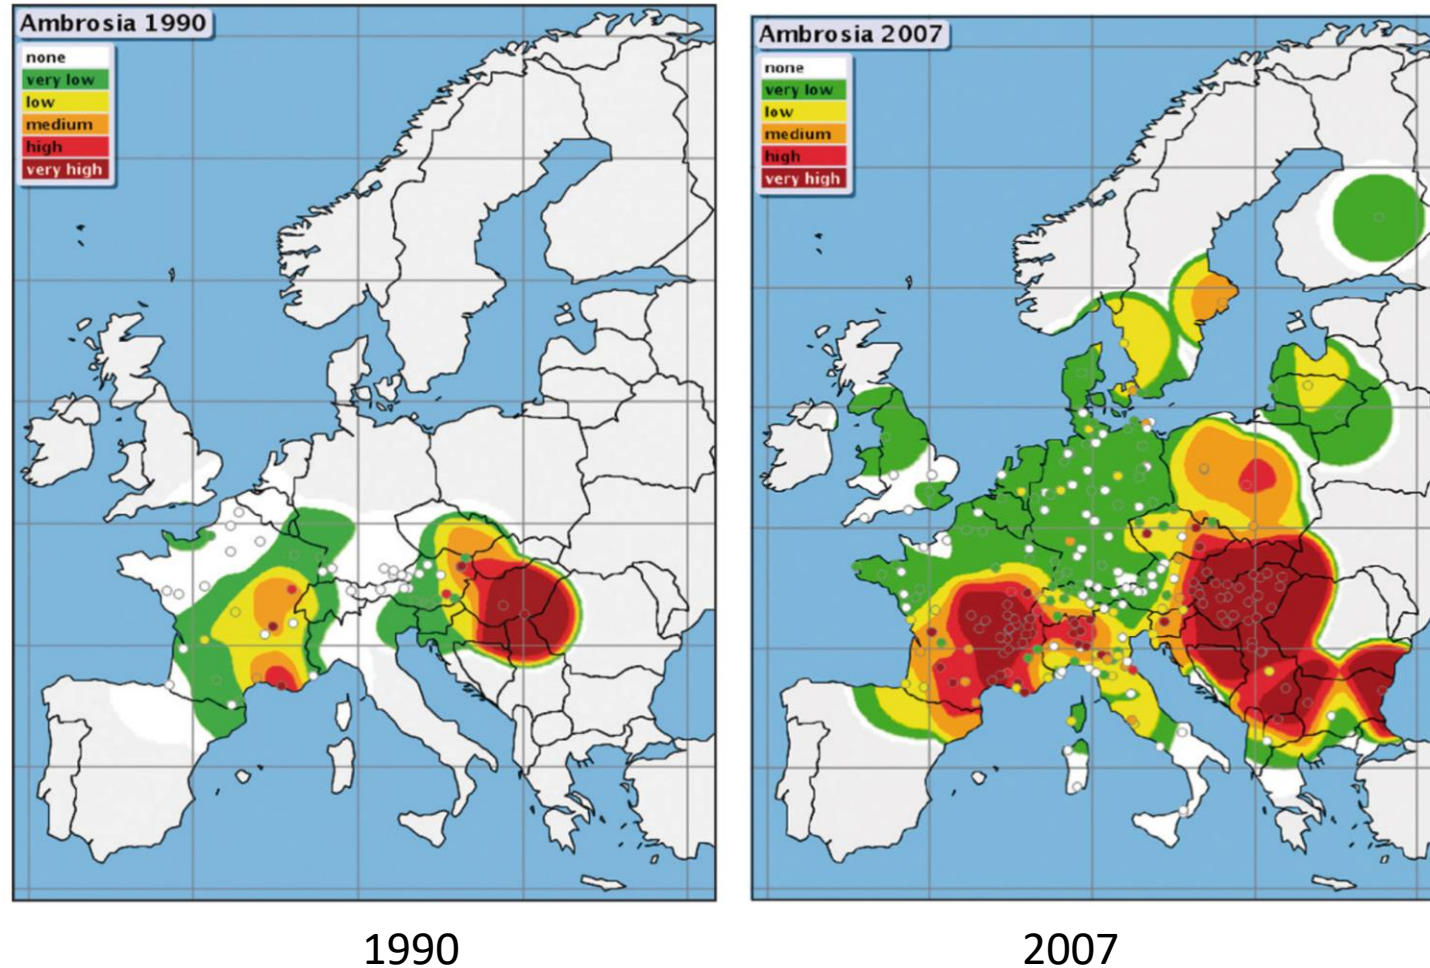 Ambrosia 1990
none
very low
low
medium
high
very high
Ambrosia 2007
none
very low
low
medium
high
very high
1990
2007